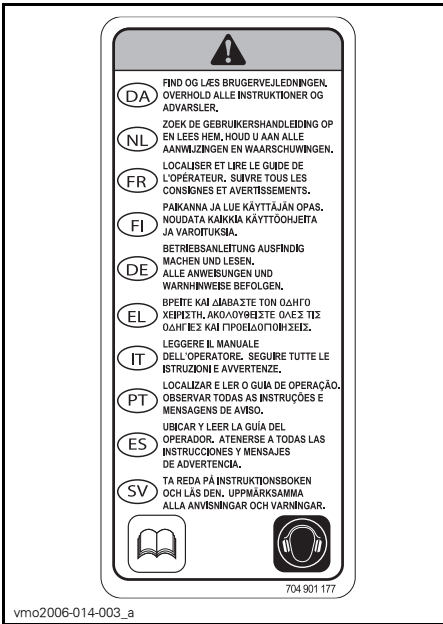 DA
FIND OG LÆS BRUGERVEJLEDNINGEN.
OVERHOLD ALLE INSTRUKTIONER OG
ADVARSLER.
NL
ZOEK DE GEBRUIKERSHANDLEIDING OP
EN LEES HEM. HOUD U AAN ALLE
AANWIJZINGEN EN WAARSCHUWINGEN.
FR
LOCALISER ET LIRE LE GUIDE DE
L'OPÉRATEUR. SUIVRE TOUS LES
CONSIGNES ET AVERTISSEMENTS.
FI
PAIKANNA JA LUE KÄYTTÄJÄN OPAS.
NOUDATA KAIKKIA KÄYTTÖOHJEITA
JA VAROITUKSIA.
DE
BETRIEBSANLEITUNG AUSFINDIG
MACHEN UND LESEN.
ALLE ANWEISUNGEN UND
WARNHINWEISE BEFOLGEN.
EL
ΒΡΕΙΤΕ ΚΑΙ ΔΙΑΒΑΣΤΕ ΤΟΝ ΟΔΗΓΟ
ΧΕΙΡΙΣΤΗ. ΑΚΟΛΟΥΘΕΙΣΤΕ ΟΛΕΣ ΤΙΣ
ΟΔΗΓΙΕΣ ΚΑΙ ΠΡΟΕΙΔΟΠΟΙΗΣΕΙΣ.
IT
LEGGERE IL MANUALE
DELL'OPERATORE. SEGUIRE TUTTE LE
ISTRUZIONI E AVVERTENZE.
PT
LOCALIZAR E LER O GUIA DE OPERAÇÃO.
OBSERVAR TODAS AS INSTRUÇÕES E
MENSAGENS DE AVISO.
ES
UBICAR Y LEER LA GUÍA DEL
OPERADOR. ATENERSE A TODAS LAS
INSTRUCCIONES Y MENSAJES
DE ADVERTENCIA.
SV
TA REDA PÅ INSTRUKTIONSBOKEN
OCH LÄS DEN. UPPMÄRKSAMMA
ALLA ANVISNINGAR OCH VARNINGAR.
704 901 177
vmo2006-014-003_a